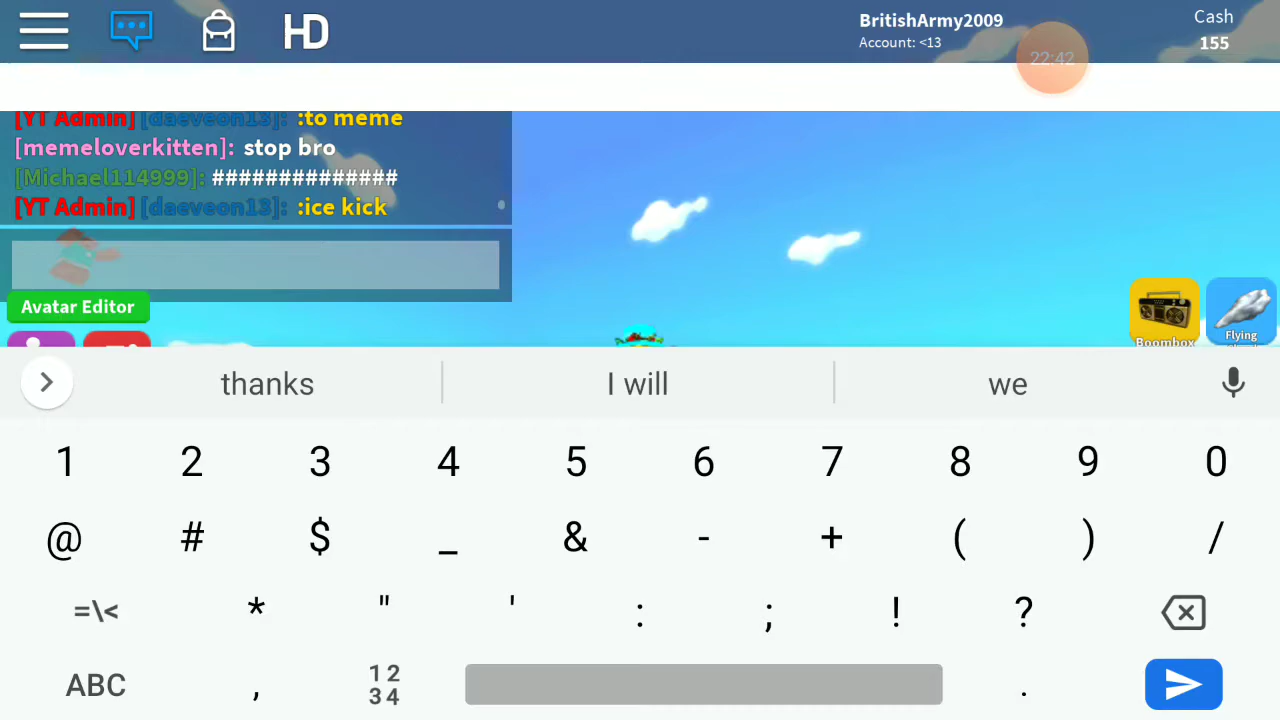 HD
BritishArmy2009
Account: <13
Cash
155
22:42
[YT Admin] [daeveon13]: :to meme
[memeloverkitten]: stop bro
[Michael114999]: ##############
[YT Admin] [daeveon13]: :ice kick
Avatar Editor
Boombox
Flying
thanks
I will
we
1 2 3 4 5 6 7 8 9 0
@ # $ _ & - + ( ) /
=\< * " ' : ; ! ?
ABC , 12 34 .